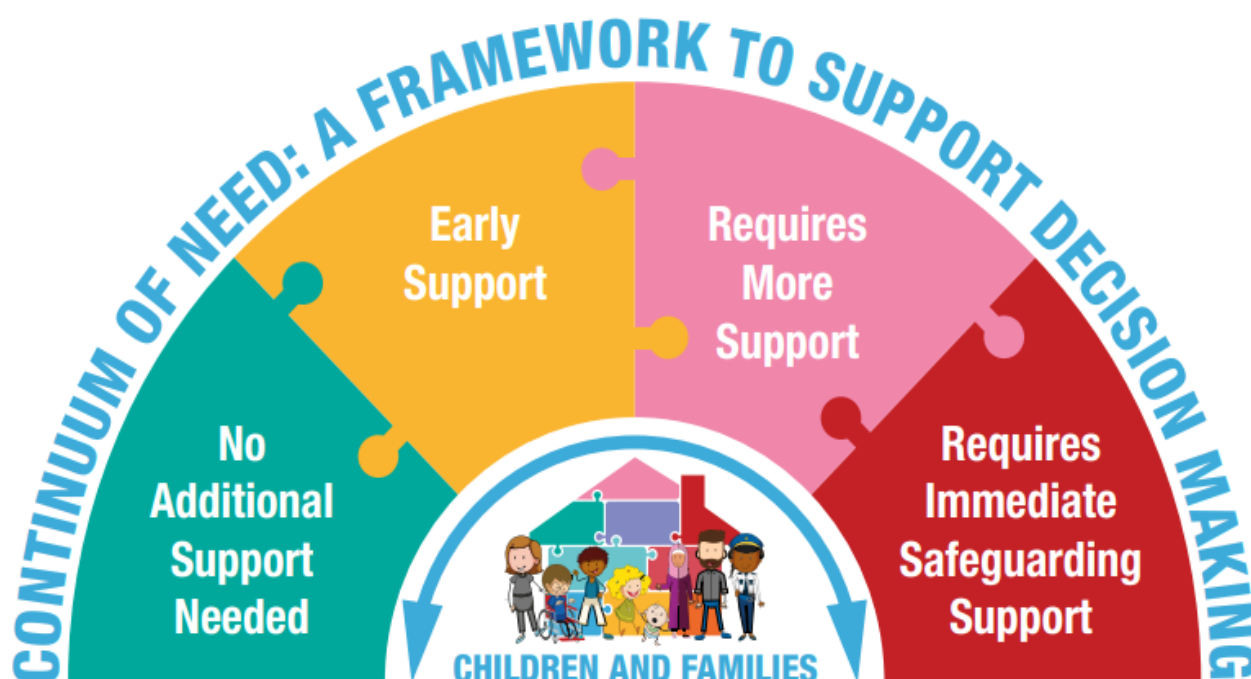 CONTINUUM OF NEED: A FRAMEWORK TO SUPPORT DECISION MAKING
No
Additional
Support
Needed
Early
Support
Requires
More
Support
Requires
Immediate
Safeguarding
Support
CHILDREN AND FAMILIES